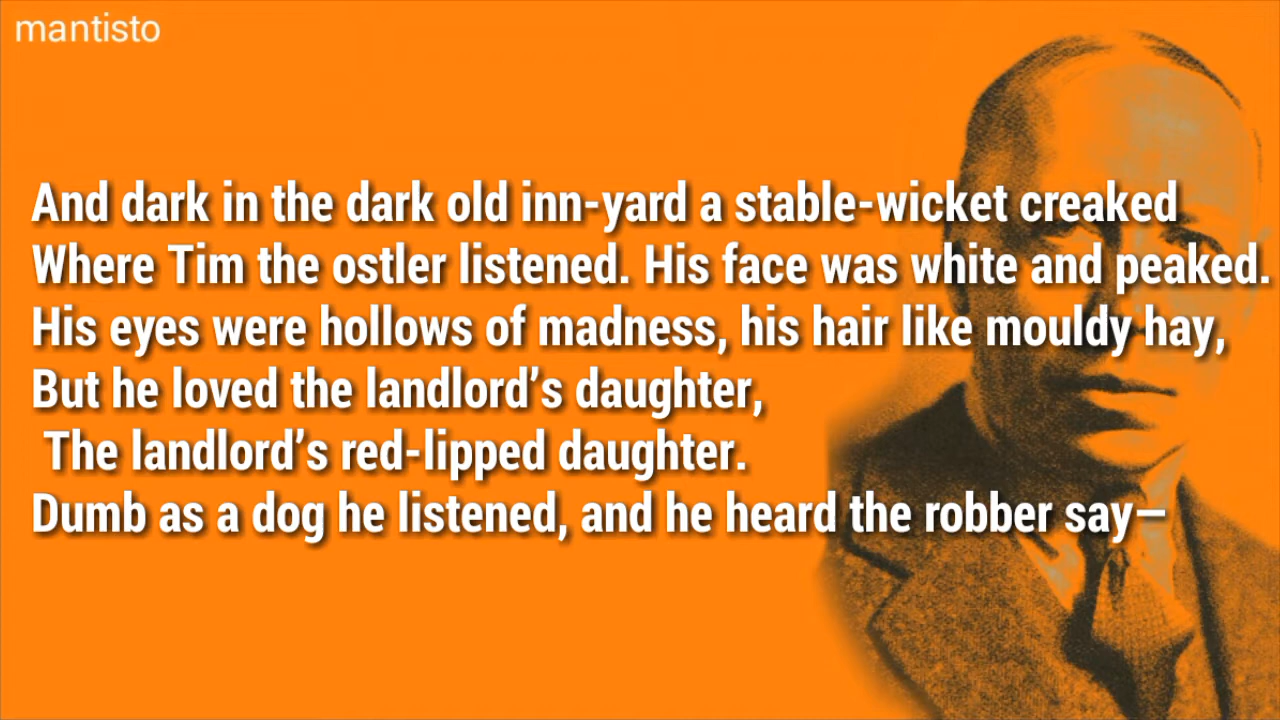 mantisto
And dark in the dark old inn-yard a stable-wicket creaked
Where Tim the ostler listened. His face was white and peaked.
His eyes were hollows of madness, his hair like mouldy hay,
But he loved the landlord’s daughter,
The landlord’s red-lipped daughter.
Dumb as a dog he listened, and he heard the robber say—